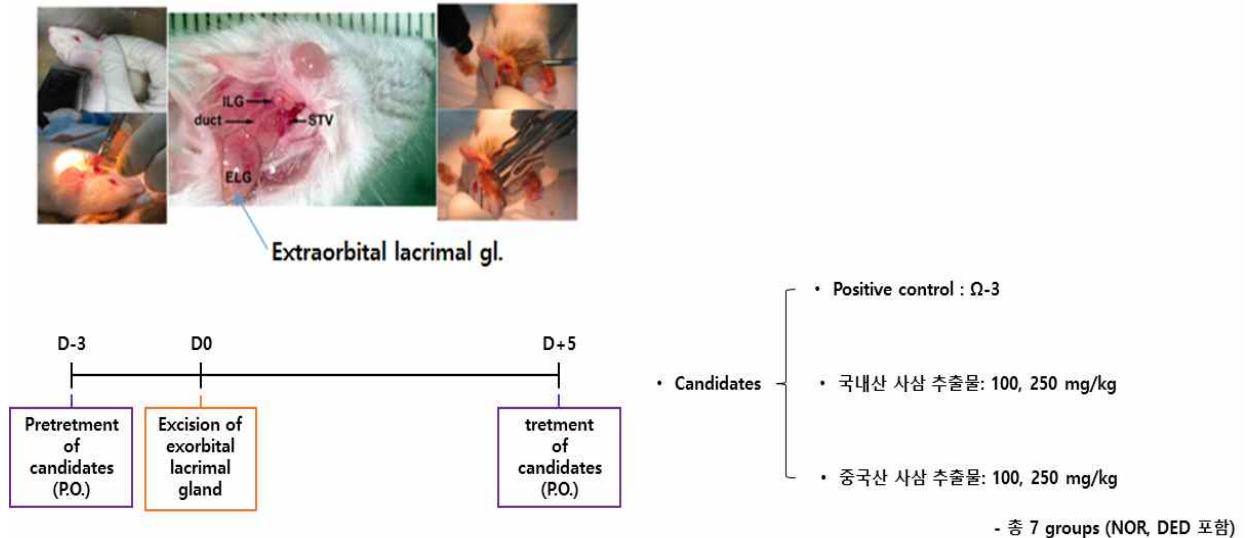 ILG
duct
STV
ELG
Extraorbital lacrimal gl.
D-3
D0
D+5
Pretretment
of
candidates
(P.O.)
Excision of
exorbital
lacrimal
gland
tretment
of
candidates
(P.O.)
• Candidates
• Positive control : Ω-3
• 국내산 사삼 추출물: 100, 250 mg/kg
• 중국산 사삼 추출물: 100, 250 mg/kg
- 총 7 groups (NOR, DED 포함)